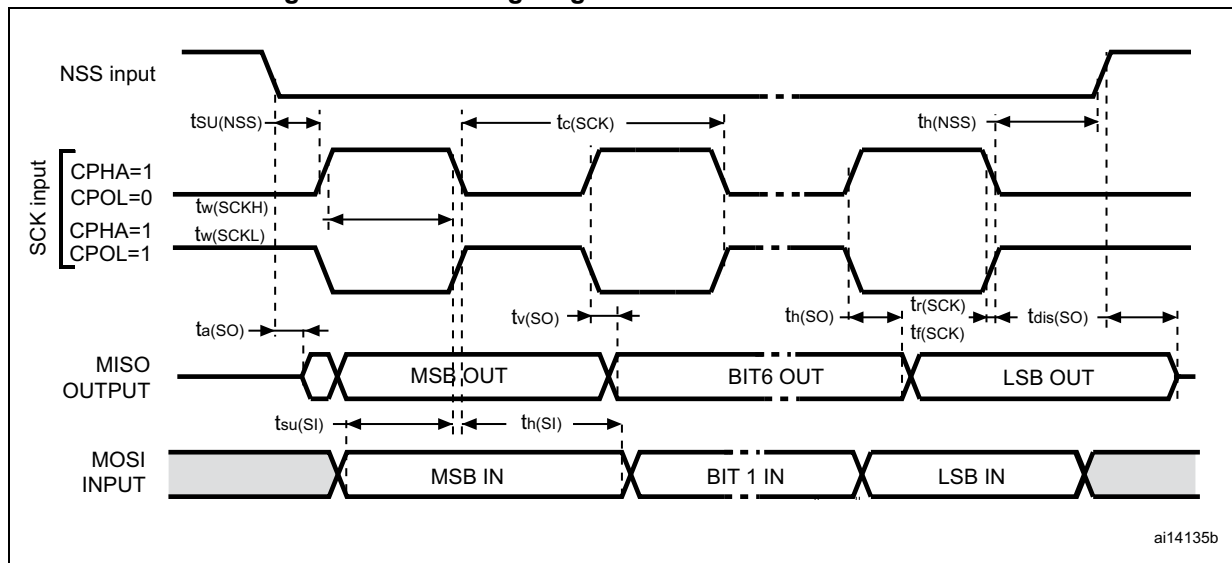 NSS input
tSU(NSS)
tc(SCK)
th(NSS)
SCK input
CPHA=1
CPOL=0
tw(SCKH)
CPHA=1
tw(SCKL)
CPOL=1
ta(SO)
tv(SO)
th(SO)
tr(SCK)
tf(SCK)
tdis(SO)
MISO
OUTPUT
MSB OUT
BIT6 OUT
LSB OUT
tsu(SI)
th(SI)
MOSI
INPUT
MSB IN
BIT 1 IN
LSB IN
ai14135b